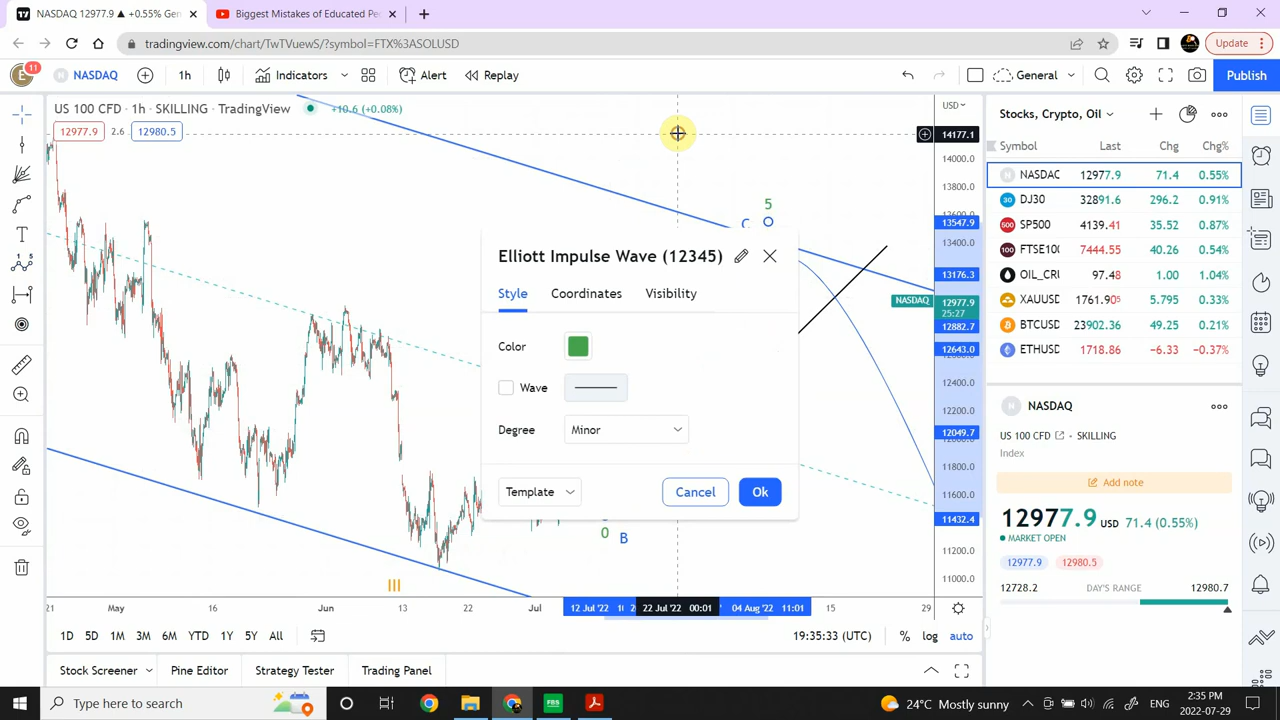 NASDAQ 12977.9 ▲ +0.55% Gen
Biggest Mistakes of Educated Pe
tradingview.com/chart/TwTVuewS/?symbol=FTX%3ASOLUSD
Update
E 11
NASDAQ
1h
Indicators
Alert
Replay
General
Publish
US 100 CFD · 1h · SKILLING · TradingView
+10.6 (+0.08%)
12977.9 2.6 12980.5
USD
14177.1
14000.0
13800.0
13600.0
13547.9
13400.0
13176.3
NASDAQ 12977.9
25:27
12882.7
12643.0
12400.0
12200.0
12049.7
11800.0
11600.0
11432.4
11200.0
11000.0
5
C
Elliott Impulse Wave (12345)
Style Coordinates Visibility
Color
Wave
Degree Minor
Template
Cancel
Ok
0
B
21 May 16 Jun 13 22 Jul 12 Jul '22 22 Jul '22 00:01 04 Aug '22 11:01 15 29
1D 5D 1M 3M 6M YTD 1Y 5Y All
19:35:33 (UTC)
% log auto
Stock Screener
Pine Editor
Strategy Tester
Trading Panel
Stocks, Crypto, Oil
Symbol Last Chg Chg%
NASDAC 12977.9 71.4 0.55%
DJ30 32891.6 296.2 0.91%
SP500 4139.41 35.52 0.87%
FTSE100 7444.55 40.26 0.54%
OIL_CRU 97.48 1.00 1.04%
XAUUSD 1761.905 5.795 0.33%
BTCUSD 23902.36 49.25 0.21%
ETHUSD 1718.86 −6.33 −0.37%
NASDAQ
US 100 CFD · SKILLING
Index
Add note
12977.9 USD 71.4 (0.55%)
MARKET OPEN
12977.9 12980.5
12728.2 DAY'S RANGE 12980.7
Type here to search
24°C Mostly sunny
ENG
2:35 PM
2022-07-29